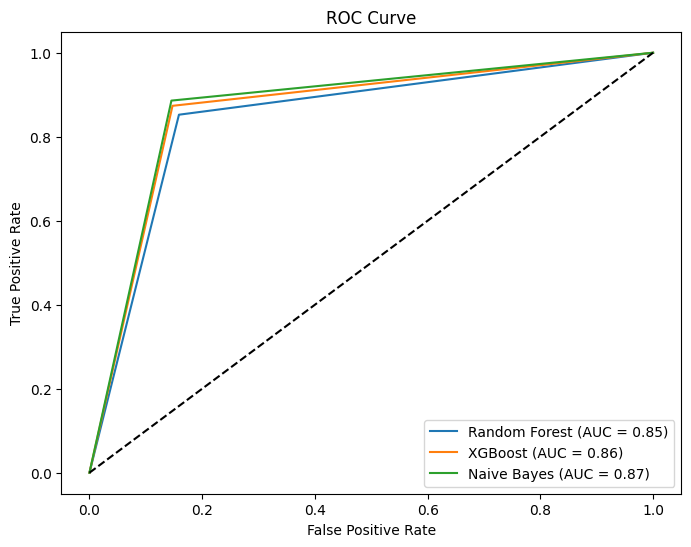 ROC Curve
True Positive Rate
1.0
0.8
0.6
0.4
0.2
0.0
0.0 0.2 0.4 0.6 0.8 1.0
False Positive Rate
Random Forest (AUC = 0.85)
XGBoost (AUC = 0.86)
Naive Bayes (AUC = 0.87)